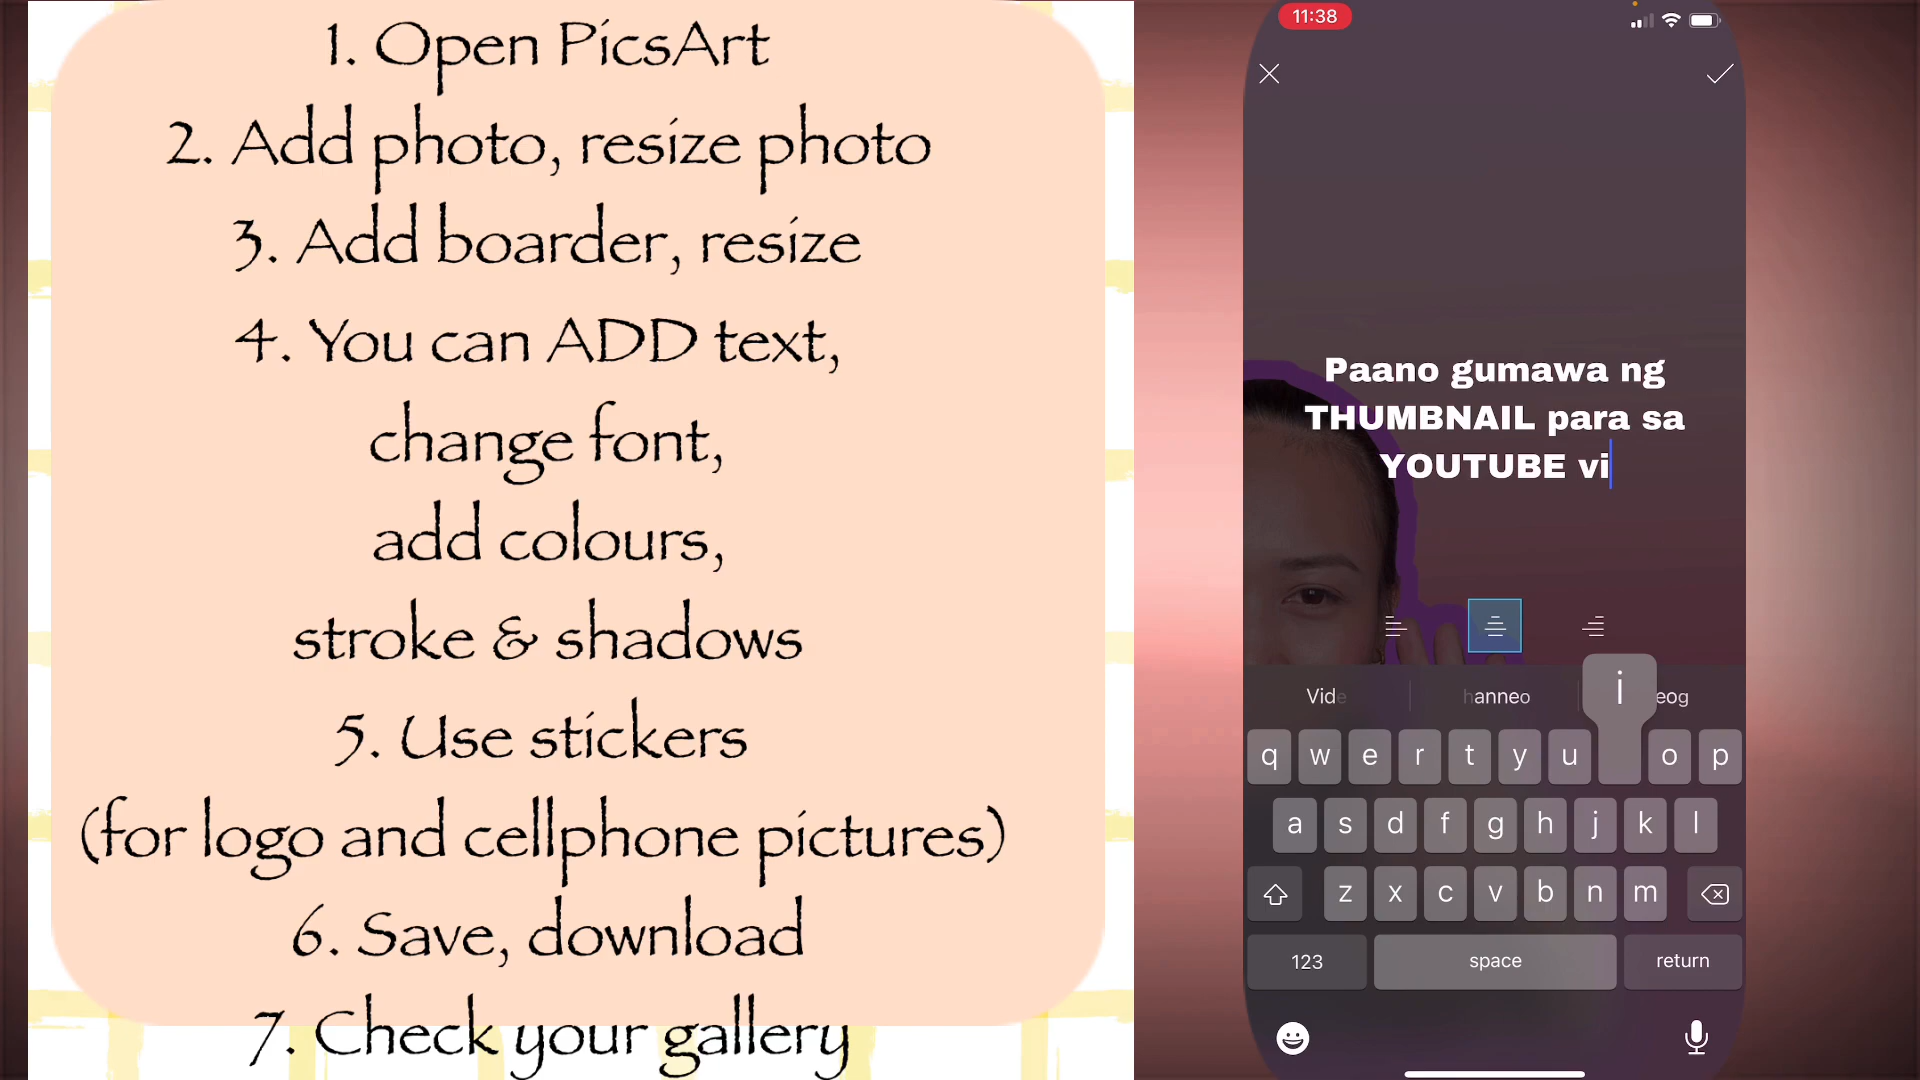 1. Open PicsArt
2. Add photo, resize photo
3. Add boarder, resize
4. You can ADD text,
change font,
add colours,
stroke & shadows
5. Use stickers
(for logo and cellphone pictures)
6. Save, download
7. Check your gallery
11:38
Paano gumawa ng
THUMBNAIL para sa
YOUTUBE vi
Vide hanneo eog
i
q w e r t y u o p
a s d f g h j k l
z x c v b n m
123 space return